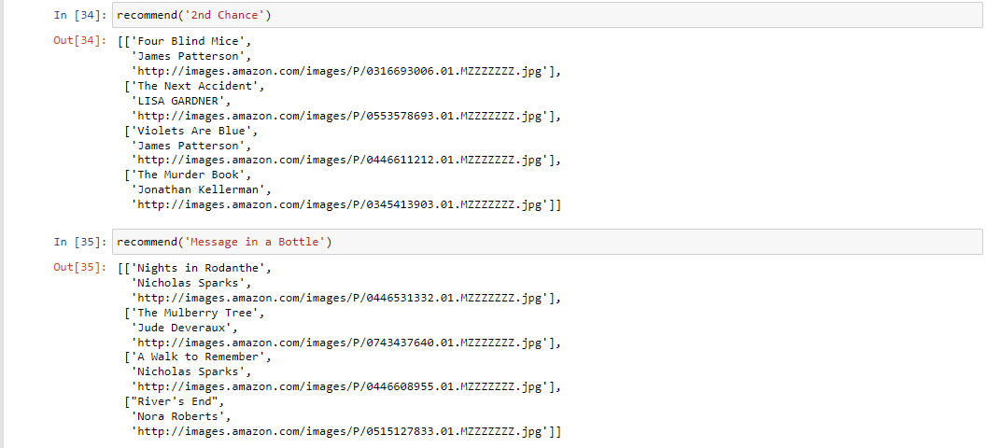 In [34]: recommend('2nd Chance')
Out[34]: [['Four Blind Mice',
'James Patterson',
'http://images.amazon.com/images/P/0316693006.01.MZZZZZZZ.jpg'],
['The Next Accident',
'LISA GARDNER',
'http://images.amazon.com/images/P/0553578693.01.MZZZZZZZ.jpg'],
['Violets Are Blue',
'James Patterson',
'http://images.amazon.com/images/P/0446611212.01.MZZZZZZZ.jpg'],
['The Murder Book',
'Jonathan Kellerman',
'http://images.amazon.com/images/P/0345413903.01.MZZZZZZZ.jpg']]
In [35]: recommend('Message in a Bottle')
Out[35]: [['Nights in Rodanthe',
'Nicholas Sparks',
'http://images.amazon.com/images/P/0446531332.01.MZZZZZZZ.jpg'],
['The Mulberry Tree',
'Jude Deveraux',
'http://images.amazon.com/images/P/0743437640.01.MZZZZZZZ.jpg'],
['A Walk to Remember',
'Nicholas Sparks',
'http://images.amazon.com/images/P/0446608955.01.MZZZZZZZ.jpg'],
["River's End",
'Nora Roberts',
'http://images.amazon.com/images/P/0515127833.01.MZZZZZZZ.jpg']]